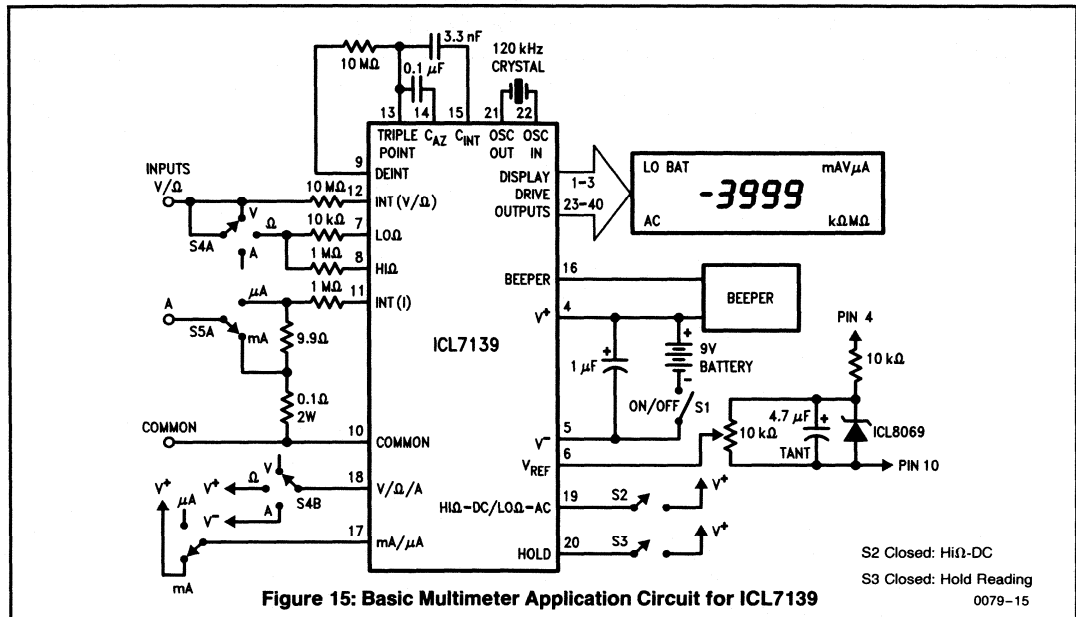 3.3 nF
10 MΩ
0.1 μF
120 kHz
CRYSTAL
13 14 15 21 22
TRIPLE POINT
C_AZ
C_INT
OSC OUT
OSC IN
9
DEINT
INPUTS
V/Ω
10 MΩ
12
INT (V/Ω)
10 kΩ
7
LOΩ
1 MΩ
8
HIΩ
V
Ω
A
S4A
1 MΩ
11
INT (I)
A
μA
mA
S5A
9.9Ω
0.1Ω
2W
COMMON
10
COMMON
ICL7139
V
Ω
A
S4B
V+
V−
18
V/Ω/A
V+
μA
mA
17
mA/μA
DISPLAY
DRIVE
OUTPUTS
1-3
23-40
LO BAT
mAVμA
-3999
AC
kΩMΩ
BEEPER
16
BEEPER
V+
4
1 μF
+
+
9V
BATTERY
-
ON/OFF
S1
V−
5
V_REF
6
10 kΩ
4.7 μF
+
TANT
PIN 4
10 kΩ
ICL8069
PIN 10
HIΩ-DC/LOΩ-AC
19
S2
V+
HOLD
20
S3
V+
S2 Closed: HiΩ-DC
S3 Closed: Hold Reading
Figure 15: Basic Multimeter Application Circuit for ICL7139
0079-15